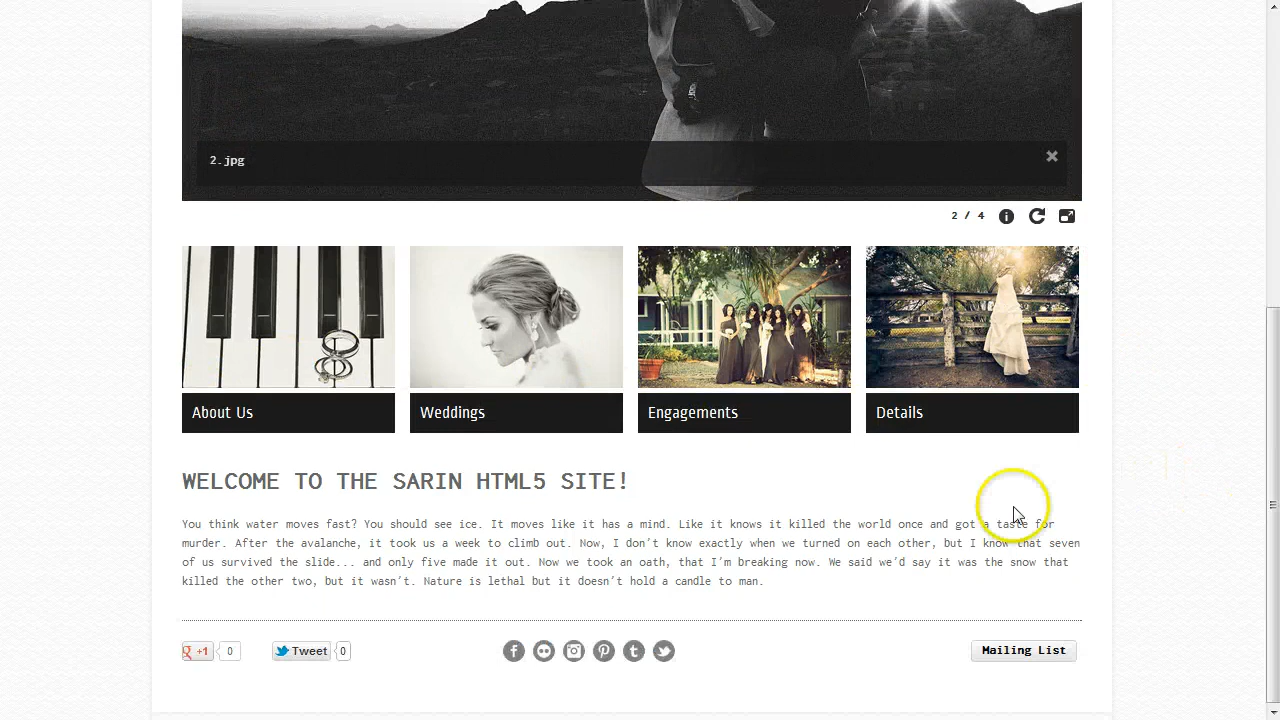 2.jpg
2 / 4
About Us
Weddings
Engagements
Details
WELCOME TO THE SARIN HTML5 SITE!
You think water moves fast? You should see ice. It moves like it has a mind. Like it knows it killed the world once and got a taste for
murder. After the avalanche, it took us a week to climb out. Now, I don't know exactly when we turned on each other, but I know that seven
of us survived the slide... and only five made it out. Now we took an oath, that I'm breaking now. We said we'd say it was the snow that
killed the other two, but it wasn't. Nature is lethal but it doesn't hold a candle to man.
+1 0 Tweet 0 Mailing List